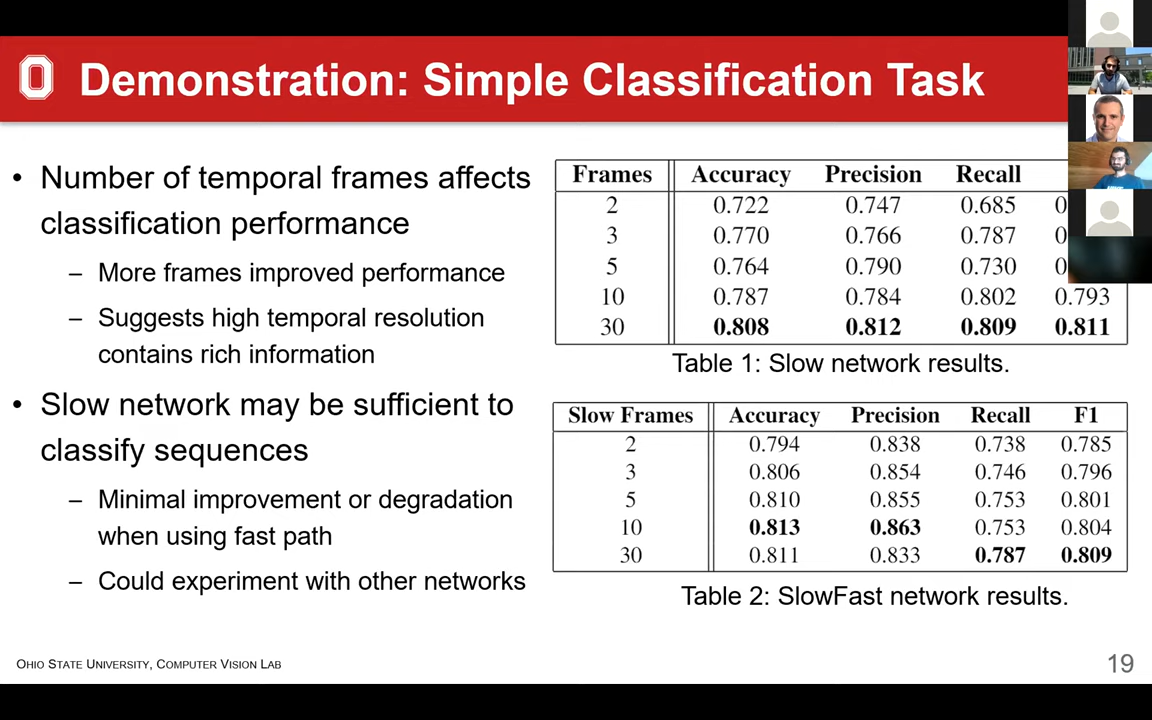 Demonstration: Simple Classification Task
• Number of temporal frames affects
classification performance
– More frames improved performance
– Suggests high temporal resolution
contains rich information
• Slow network may be sufficient to
classify sequences
– Minimal improvement or degradation
when using fast path
– Could experiment with other networks
Frames Accuracy Precision Recall
2 0.722 0.747 0.685
3 0.770 0.766 0.787
5 0.764 0.790 0.730
10 0.787 0.784 0.802 0.793
30 0.808 0.812 0.809 0.811
Table 1: Slow network results.
Slow Frames Accuracy Precision Recall F1
2 0.794 0.838 0.738 0.785
3 0.806 0.854 0.746 0.796
5 0.810 0.855 0.753 0.801
10 0.813 0.863 0.753 0.804
30 0.811 0.833 0.787 0.809
Table 2: SlowFast network results.
OHIO STATE UNIVERSITY, COMPUTER VISION LAB
19